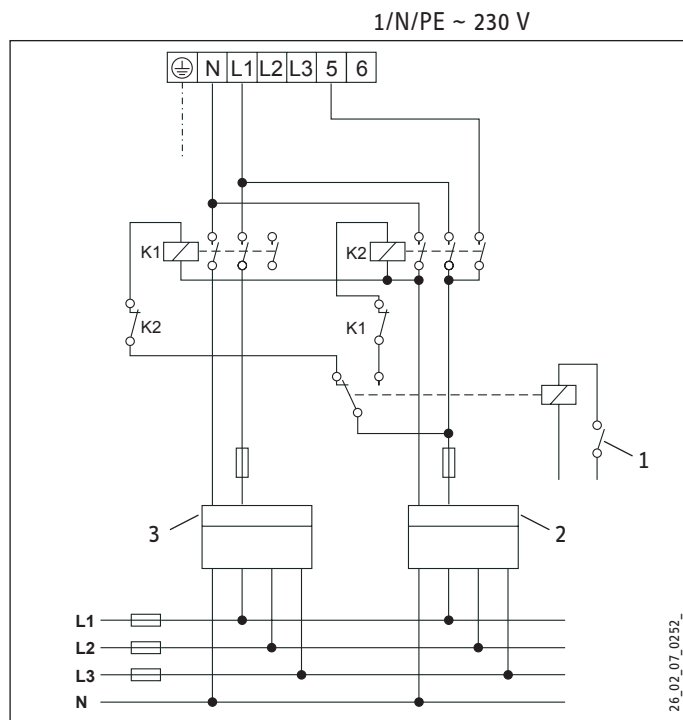 1/N/PE ~ 230 V
N L1 L2 L3 5 6
K1
K2
K2
K1
1
3
2
L1
L2
L3
N
26_02_07_0252_